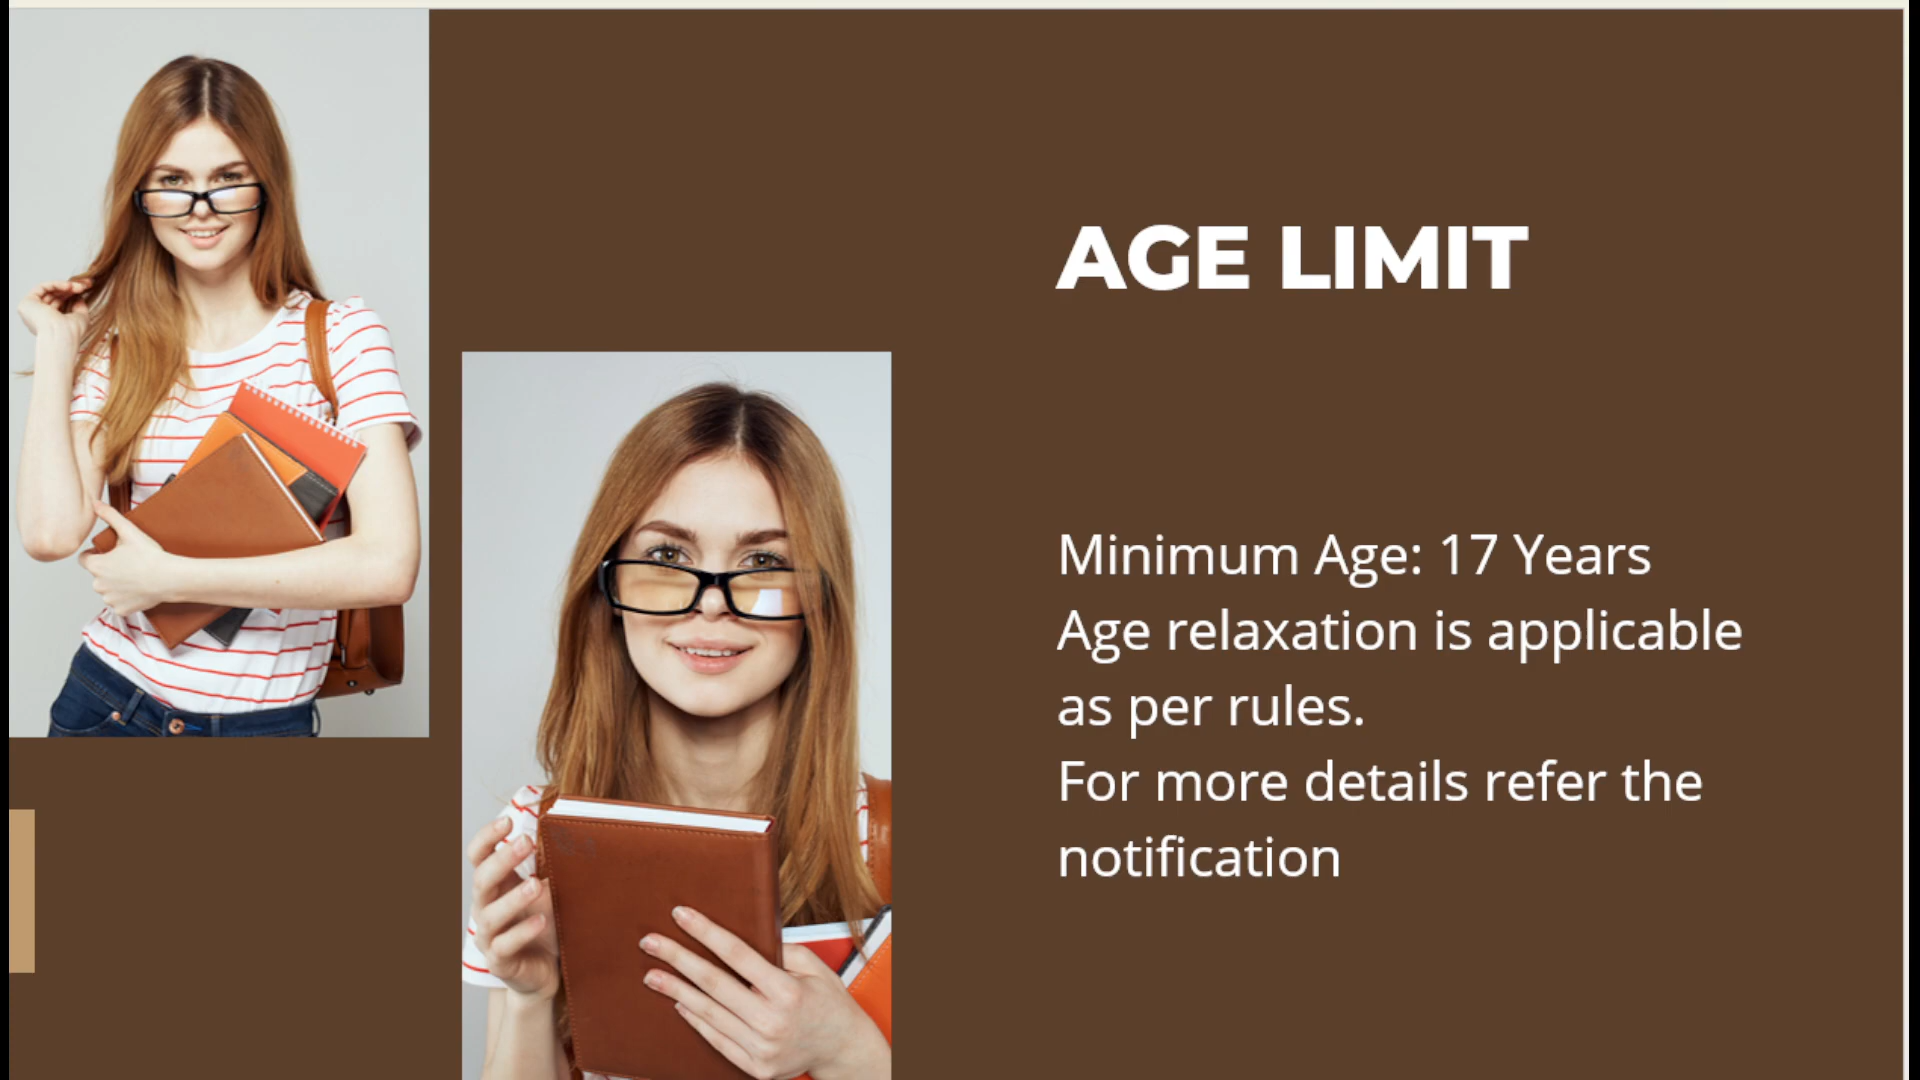 AGE LIMIT
Minimum Age: 17 Years
Age relaxation is applicable
as per rules.
For more details refer the
notification